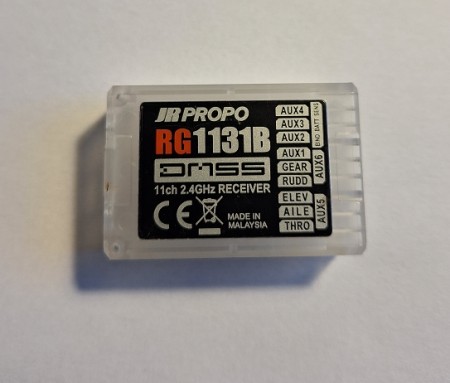 JR PROPO
RG1131B
DMSS
11ch 2.4GHz RECEIVER
CE
MADE IN
MALAYSIA
AUX4
AUX3
AUX2
AUX1
GEAR
RUDD
ELEV
AILE
THRO
BATT SENS
AUX6
AUX5